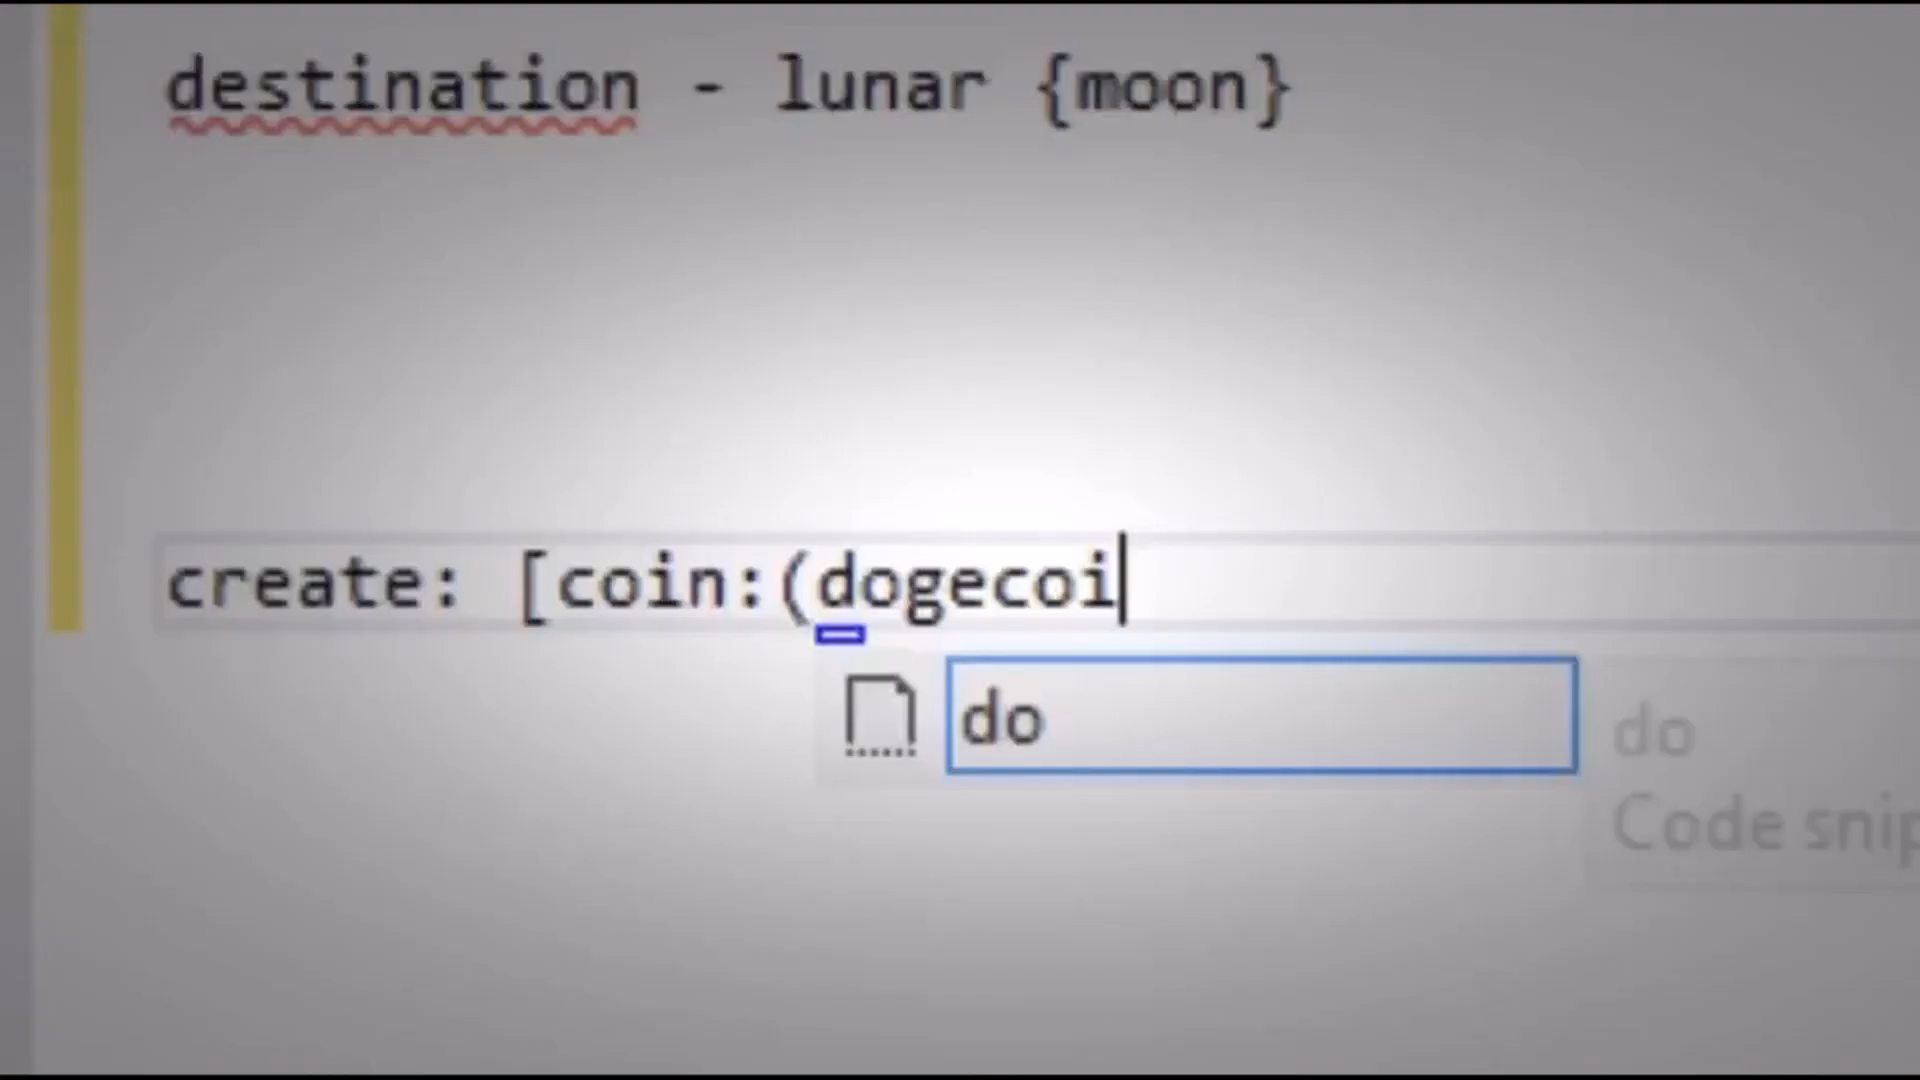 destination - lunar {moon}
create: [coin:(dogecoi
do
do
Code snip